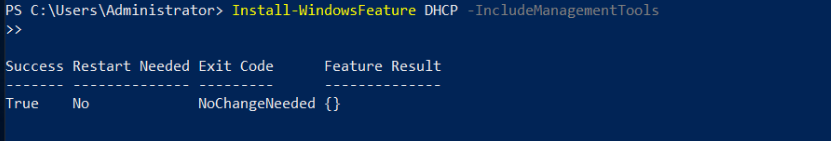 PS C:\Users\Administrator> Install-WindowsFeature DHCP -IncludeManagementTools
>>
Success Restart Needed Exit Code      Feature Result
------- -------------- ---------      --------------
True    No             NoChangeNeeded {}